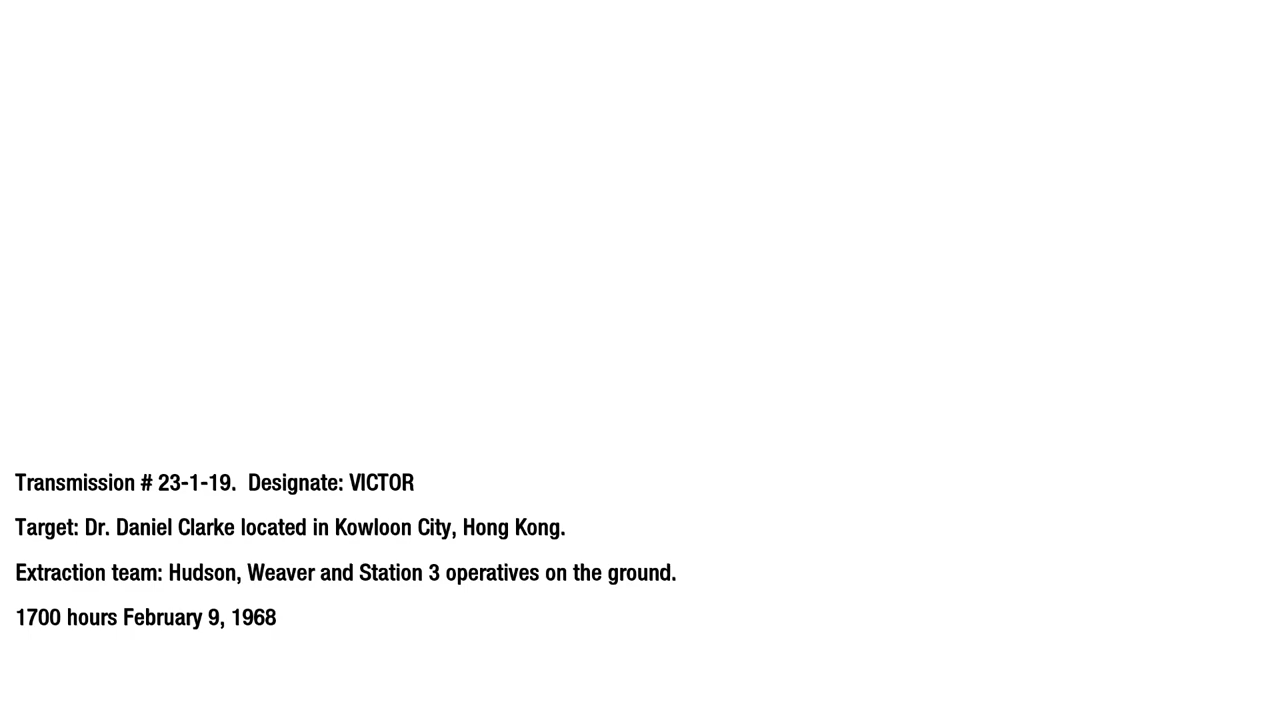 Transmission # 23-1-19.  Designate: VICTOR
Target: Dr. Daniel Clarke located in Kowloon City, Hong Kong.
Extraction team: Hudson, Weaver and Station 3 operatives on the ground.
1700 hours February 9, 1968